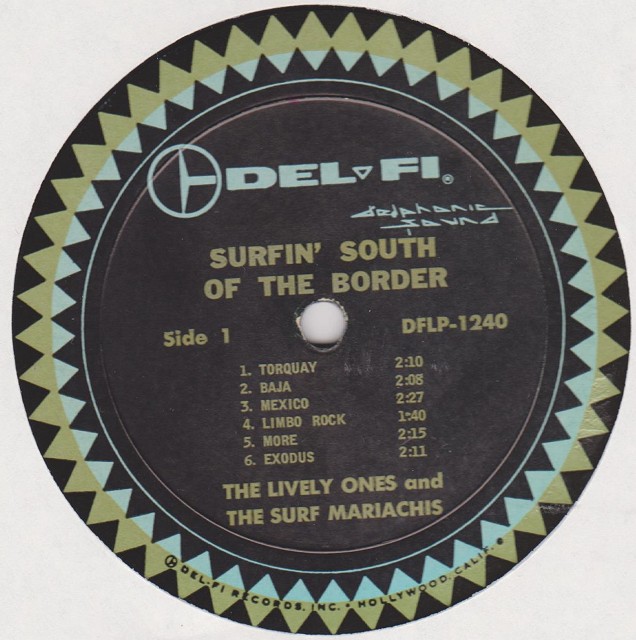 DEL▽FI®
delphonic
sound
SURFIN' SOUTH
OF THE BORDER
Side 1
DFLP-1240
1. TORQUAY 2:10
2. BAJA 2:08
3. MEXICO 2:27
4. LIMBO ROCK 1:40
5. MORE 2:15
6. EXODUS 2:11
THE LIVELY ONES and
THE SURF MARIACHIS
DEL-FI RECORDS, INC. • HOLLYWOOD, CALIF. ®